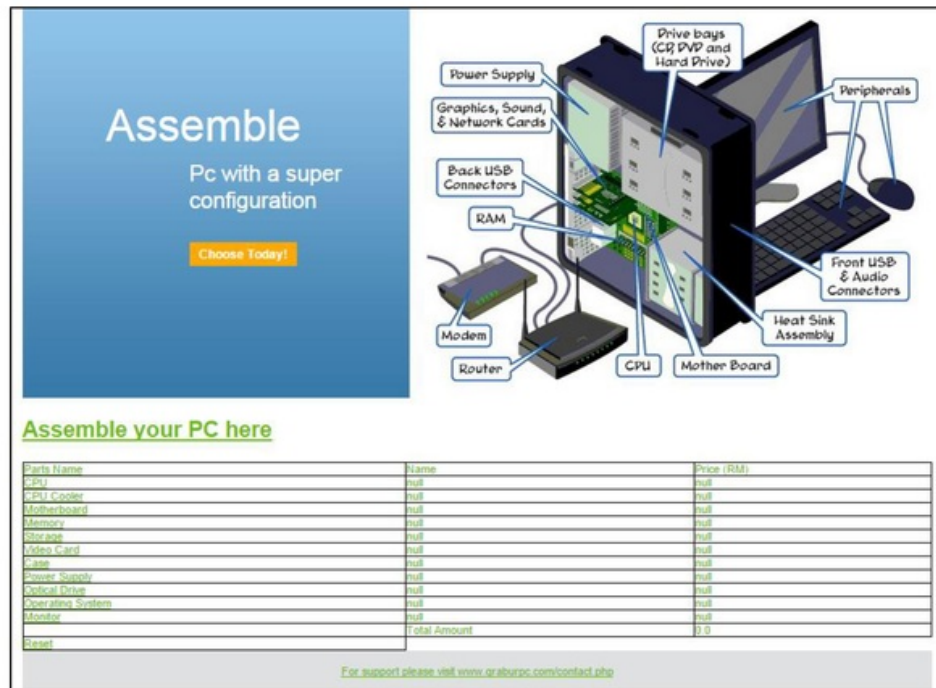 Assemble
Pc with a super
configuration
Choose Today!
Drive bays
(CD, DVD and
Hard Drive)
Power Supply
Peripherals
Graphics, Sound,
& Network Cards
Back USB
Connectors
RAM
Front USB
& Audio
Connectors
Heat Sink
Assembly
Modem
Router
CPU
Mother Board
Assemble your PC here
Parts Name Name Price (RM)
CPU null null
CPU Cooler null null
Motherboard null null
Memory null null
Storage null null
Video Card null null
Case null null
Power Supply null null
Optical Drive null null
Operating System null null
Monitor null null
Total Amount 0.0
Reset
For support please visit www.graburpc.com/contact.php